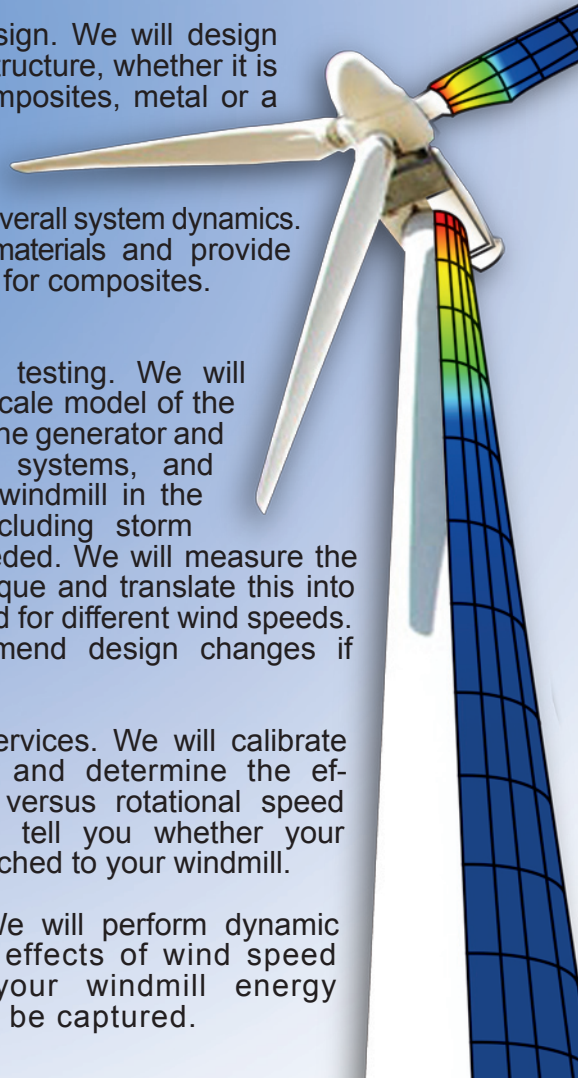 sign. We will design
tructure, whether it is
mposites, metal or a
verall system dynamics.
materials and provide
for composites.
testing. We will
cale model of the
ne generator and
systems, and
windmill in the
cluding storm
eded. We will measure the
que and translate this into
d for different wind speeds.
mend design changes if
ervices. We will calibrate
and determine the ef-
versus rotational speed
tell you whether your
ched to your windmill.
We will perform dynamic
effects of wind speed
your windmill energy
be captured.